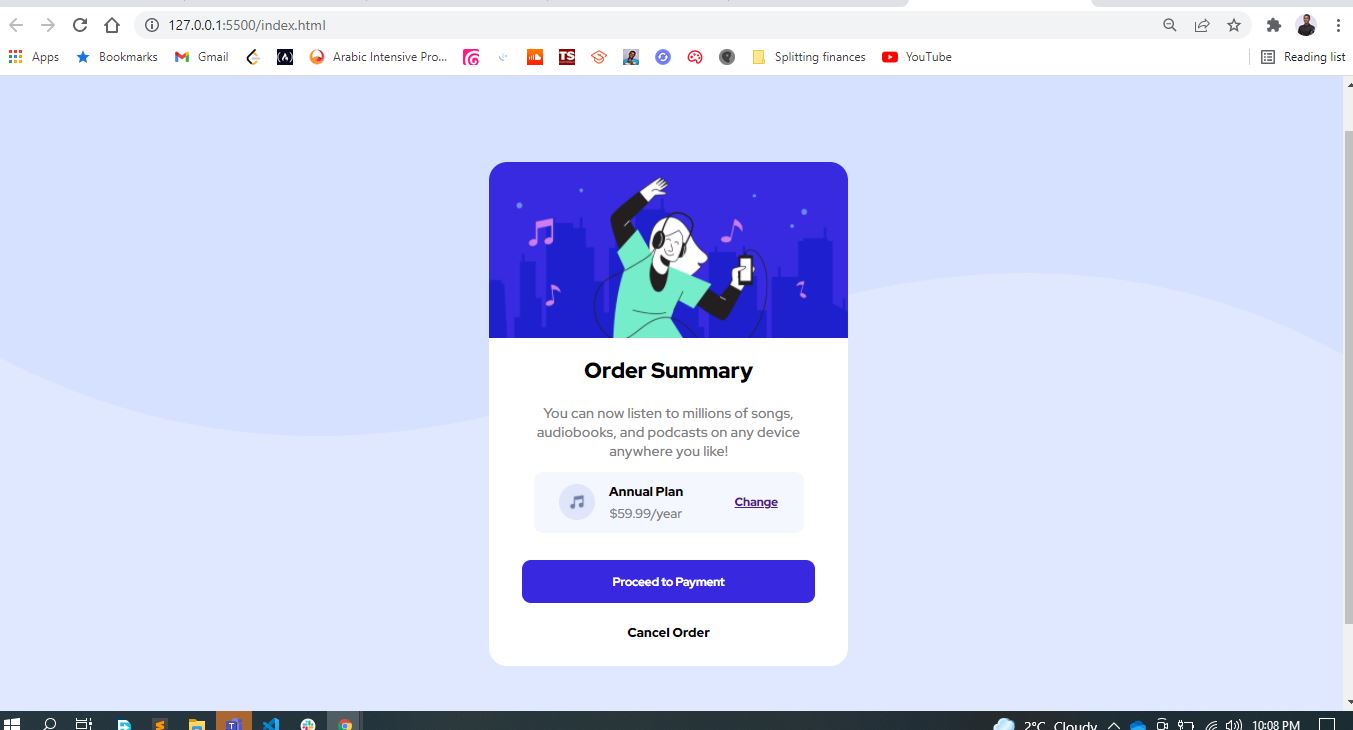 127.0.0.1:5500/index.html
Apps Bookmarks Gmail Arabic Intensive Pro... TS Splitting finances YouTube Reading list
Order Summary
You can now listen to millions of songs,
audiobooks, and podcasts on any device
anywhere you like!
Annual Plan
$59.99/year
Change
Proceed to Payment
Cancel Order
2°C Cloudy 10:08 PM